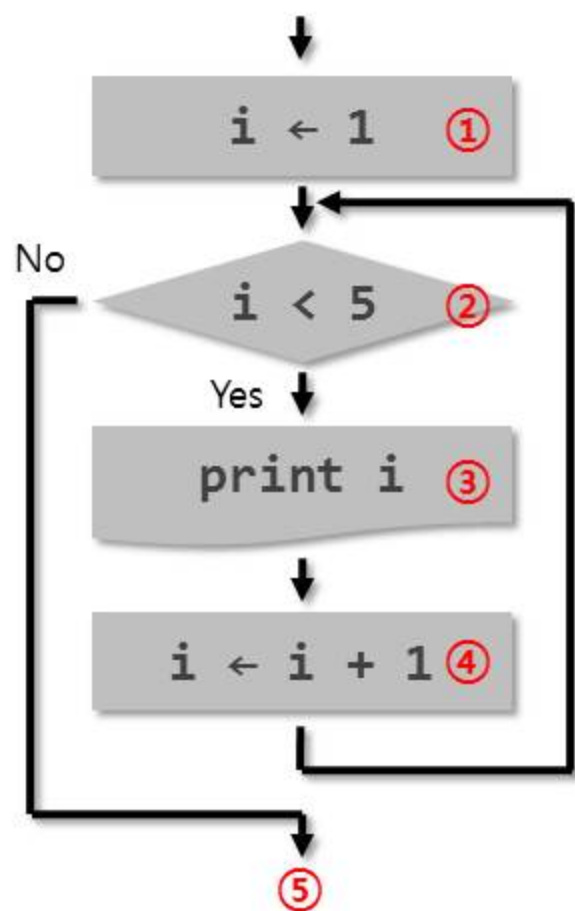 i ← 1 ①
No
i < 5 ②
Yes
print i ③
i ← i + 1 ④
⑤